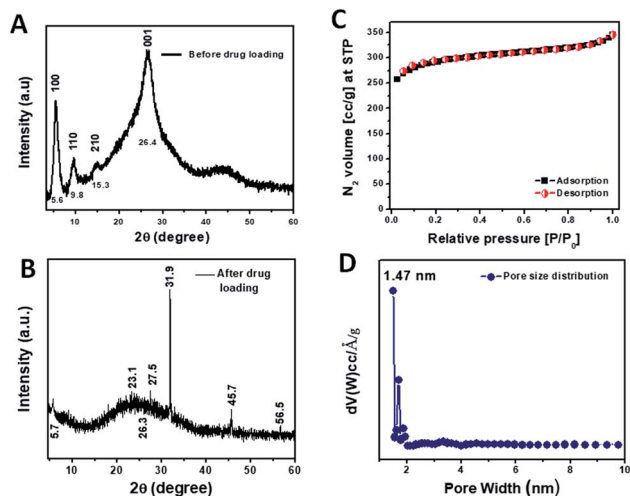 A
Intensity (a.u)
001
Before drug loading
100
110
210
26.4
15.3
9.8
5.6
10 20 30 40 50 60
2θ (degree)
B
Intensity (a.u.)
After drug
loading
31.9
23.1
27.5
45.7
56.5
26.3
5.7
10 20 30 40 50 60
2θ (degree)
C
N2 volume [cc/g] at STP
350
300
250
200
150
100
50
0
Adsorption
Desorption
0.0 0.2 0.4 0.6 0.8 1.0
Relative pressure [P/P0]
D
1.47 nm
Pore size distribution
dV(W)cc/Å/g
2 4 6 8 10
Pore Width (nm)